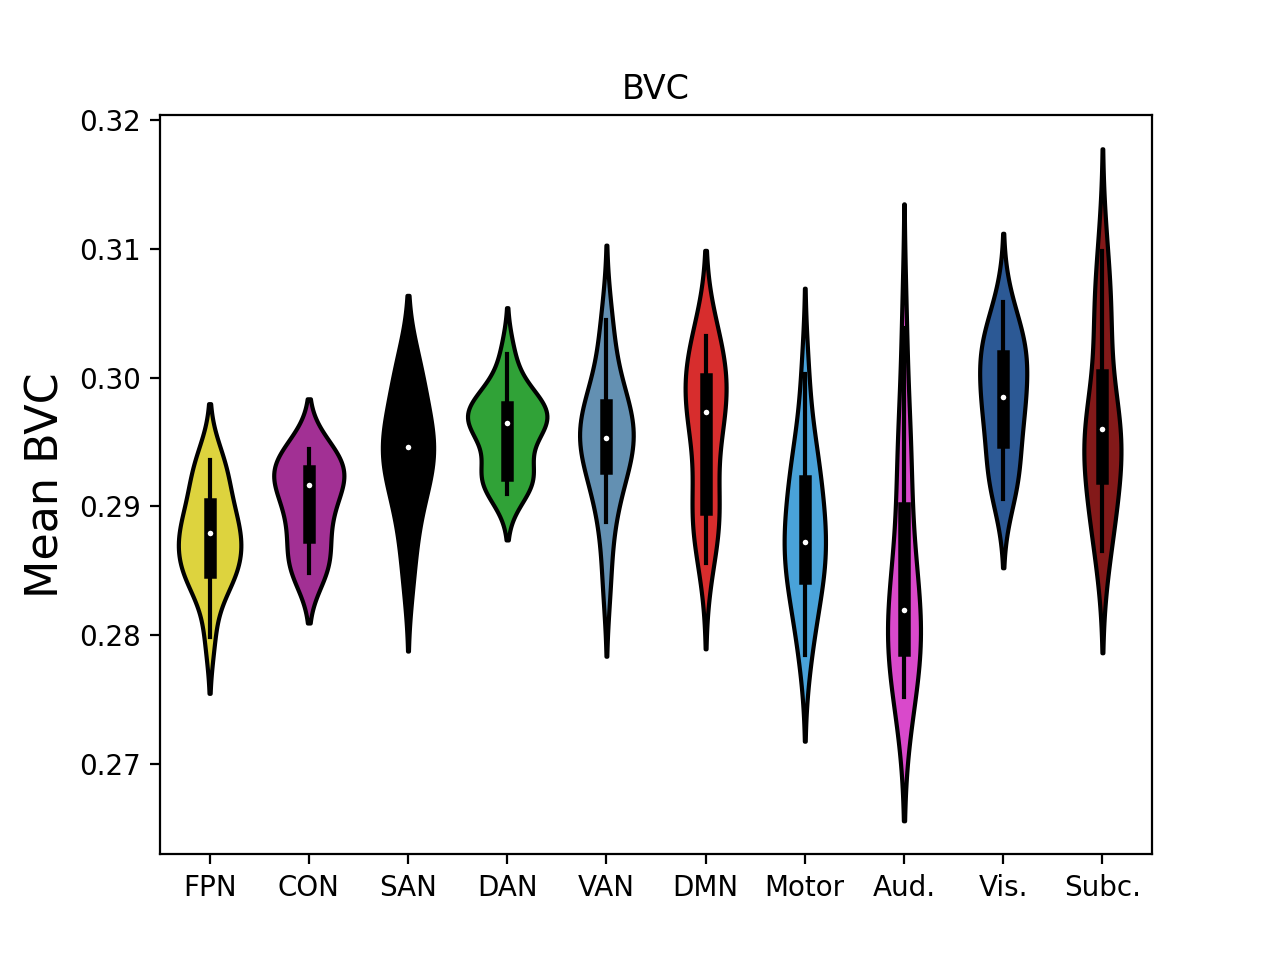 BVC
Mean BVC
0.32
0.31
0.30
0.29
0.28
0.27
FPN CON SAN DAN VAN DMN Motor Aud. Vis. Subc.